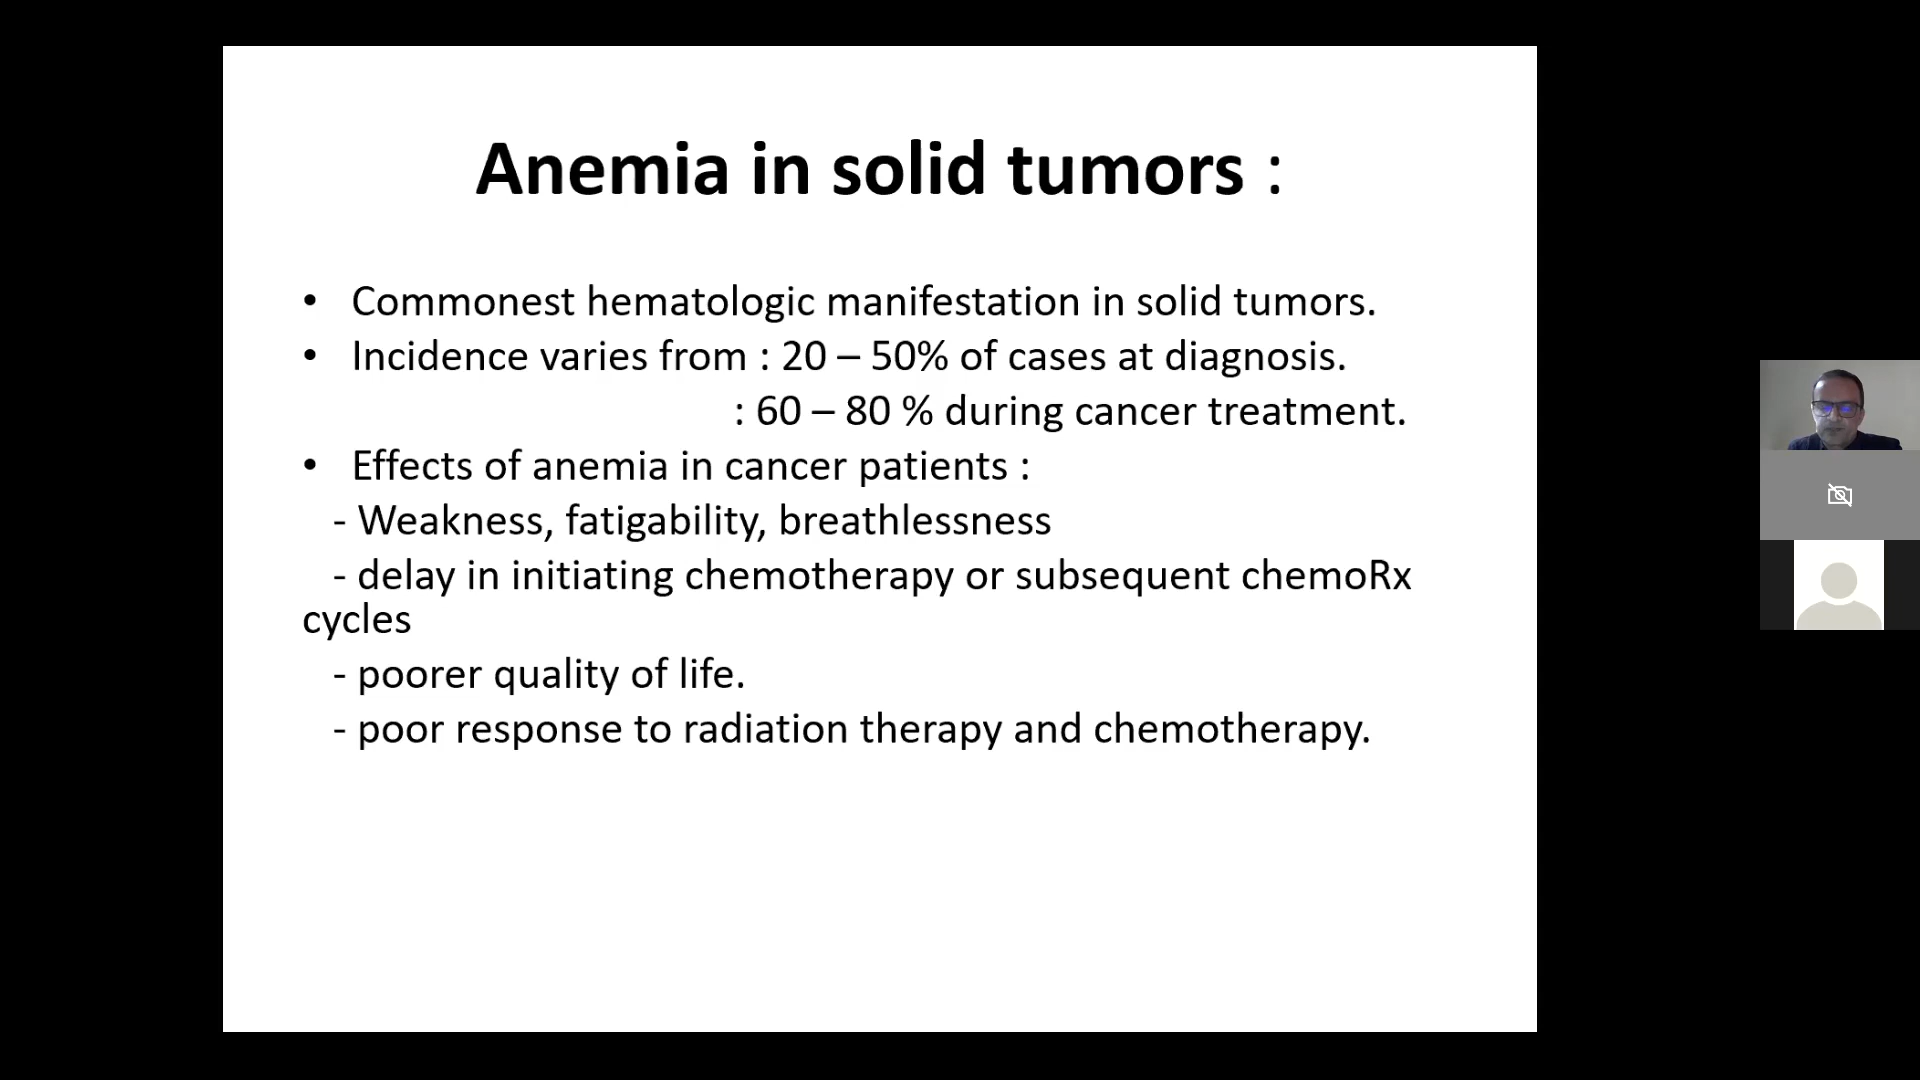 Anemia in solid tumors :
• Commonest hematologic manifestation in solid tumors.
• Incidence varies from : 20 – 50% of cases at diagnosis.
: 60 – 80 % during cancer treatment.
• Effects of anemia in cancer patients :
- Weakness, fatigability, breathlessness
- delay in initiating chemotherapy or subsequent chemoRx
cycles
- poorer quality of life.
- poor response to radiation therapy and chemotherapy.